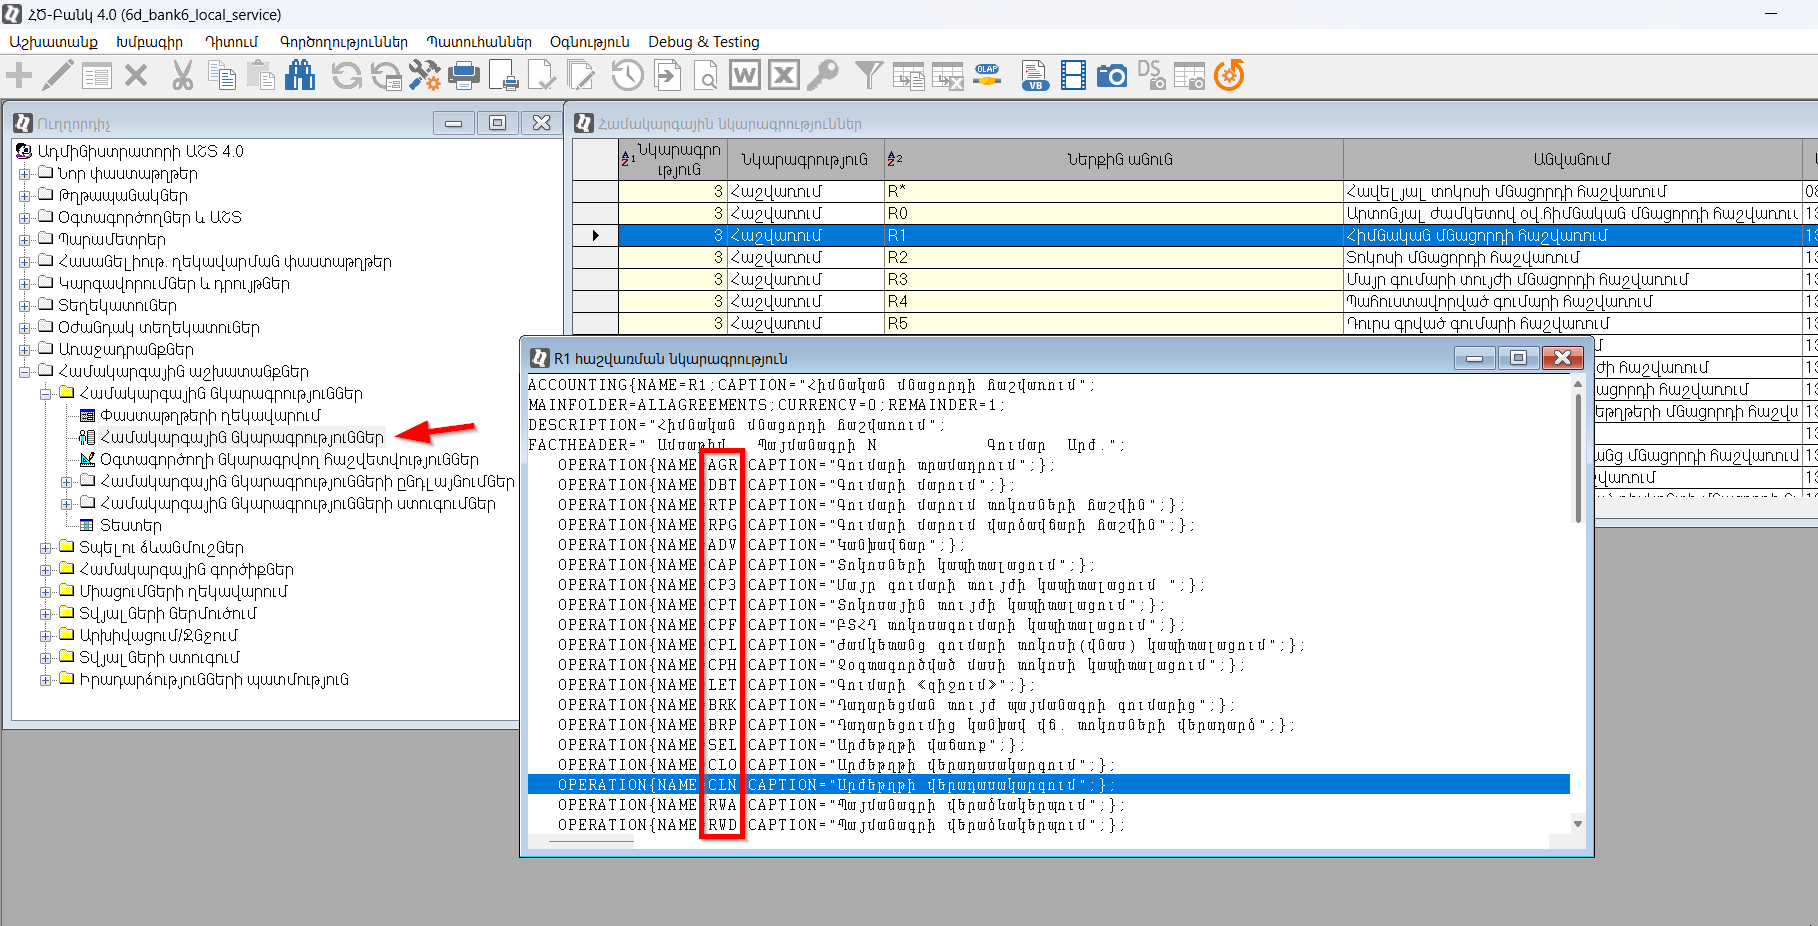 ՀԾ-Բանկ 4.0 (6d_bank6_local_service)
Աշխատանք Խմբագիր Դիտում Գործողություններ Պատուհաններ Օգնություն Debug & Testing
Ուղղորդիչ
Ադմինիստրատորի ԱՇՏ 4.0
Նոր փաստաթղթեր
Թղթապանակներ
Օգտագործողներ և ԱՇՏ
Պարամետրեր
Հասանելիութ. ղեկավարման փաստաթղթեր
Կարգավորումներ և դրույթներ
Տեղեկատուներ
Օժանդակ տեղեկատուներ
Առաջադրանքներ
Համակարգային աշխատանքներ
Համակարգային նկարագրություններ
Փաստաթղթերի ղեկավարում
Համակարգային նկարագրություններ
Օգտագործողի նկարագրվող հաշվետվություններ
Համակարգային նկարագրությունների ընդլայնումներ
Համակարգային նկարագրությունների ստուգումներ
Տեստեր
Տպելու ձևանմուշներ
Համակարգային գործիքներ
Միացումների ղեկավարում
Տվյալների ներմուծում
Արխիվացում/Զնջում
Տվյալների ստուգում
Իրադարձությունների պատմություն
Համակարգային նկարագրություններ
Նկարագրություն Նկարագրություն Ներքին անուն Անվանում
3 Հաշվառում R* Հավելյալ տոկոսի մնացորդի հաշվառում
3 Հաշվառում R0 Արտոնյալ ժամկետով օվ.հիմնական մնացորդի հաշվառու
3 Հաշվառում R1 Հիմնական մնացորդի հաշվառում
3 Հաշվառում R2 Տոկոսի մնացորդի հաշվառում
3 Հաշվառում R3 Մայր գումարի տույժի մնացորդի հաշվառում
3 Հաշվառում R4 Պահուստավորված գումարի հաշվառում
3 Հաշվառում R5 Դուրս գրված գումարի հաշվառում
R1 հաշվառման նկարագրություն
ACCOUNTING{NAME=R1;CAPTION="Հիմնական մնացորդի հաշվառում";
MAINFOLDER=ALLAGREEMENTS;CURRENCY=0;REMAINDER=1;
DESCRIPTION="Հիմնական մնացորդի հաշվառում";
FACTHEADER=" Ամսաթիվ Պայմանագրի N Գումար Արժ.";
OPERATION{NAME=AGR;CAPTION="Գումարի տրամադրում";};
OPERATION{NAME=DBT;CAPTION="Գումարի մարում";};
OPERATION{NAME=RTP;CAPTION="Գումարի մարում տոկոսների հաշվին";};
OPERATION{NAME=RPG;CAPTION="Գումարի մարում վարձավճարի հաշվին";};
OPERATION{NAME=ADV;CAPTION="Կանխավճար";};
OPERATION{NAME=CAP;CAPTION="Տոկոսների կապիտալացում";};
OPERATION{NAME=CP3;CAPTION="Մայր գումարի տույժի կապիտալացում ";};
OPERATION{NAME=CPT;CAPTION="Տոկոսային տույժի կապիտալացում";};
OPERATION{NAME=CPF;CAPTION="ԲՏՀԴ տոկոսագումարի կապիտալացում";};
OPERATION{NAME=CPL;CAPTION="Ժամկետանց գումարի տոկոսի(վնաս) կապիտալացում";};
OPERATION{NAME=CPH;CAPTION="Չօգտագործված մասի տոկոսի կապիտալացում";};
OPERATION{NAME=LET;CAPTION="Գումարի «զիջում»";};
OPERATION{NAME=BRK;CAPTION="Դադարեցման տույժ պայմանագրի գումարից";};
OPERATION{NAME=BRP;CAPTION="Դադարեցումից կանխավ վճ. տոկոսների վերադարձ";};
OPERATION{NAME=SEL;CAPTION="Արժեթղթի վաճառք";};
OPERATION{NAME=CLO;CAPTION="Արժեթղթի վերադասակարգում";};
OPERATION{NAME=CLN;CAPTION="Արժեթղթի վերադասակարգում";};
OPERATION{NAME=RWA;CAPTION="Պայմանագրի վերաձևակերպում";};
OPERATION{NAME=RWD;CAPTION="Պայմանագրի վերաձևակերպում";};